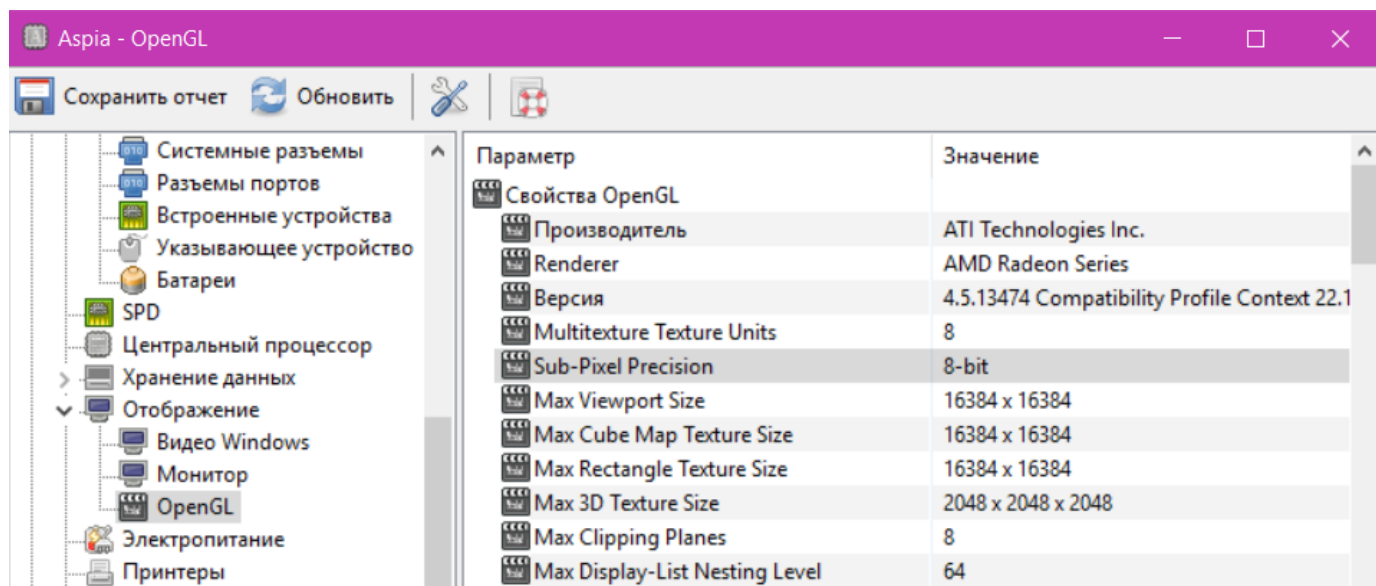 Aspia - OpenGL
Сохранить отчет Обновить
Системные разъемы
Разъемы портов
Встроенные устройства
Указывающее устройство
Батареи
SPD
Центральный процессор
Хранение данных
Отображение
Видео Windows
Монитор
OpenGL
Электропитание
Принтеры
Параметр Значение
Свойства OpenGL
Производитель ATI Technologies Inc.
Renderer AMD Radeon Series
Версия 4.5.13474 Compatibility Profile Context 22.1
Multitexture Texture Units 8
Sub-Pixel Precision 8-bit
Max Viewport Size 16384 x 16384
Max Cube Map Texture Size 16384 x 16384
Max Rectangle Texture Size 16384 x 16384
Max 3D Texture Size 2048 x 2048 x 2048
Max Clipping Planes 8
Max Display-List Nesting Level 64